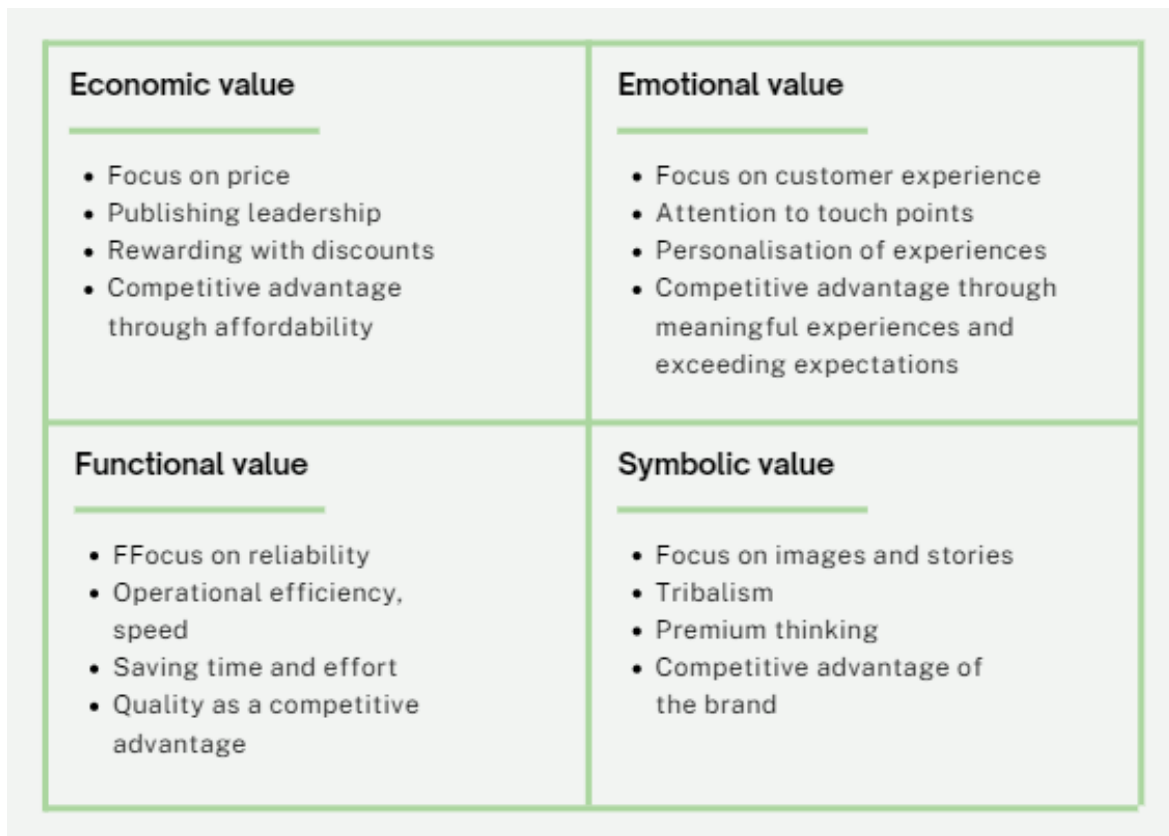 Economic value
• Focus on price
• Publishing leadership
• Rewarding with discounts
• Competitive advantage
through affordability
Emotional value
• Focus on customer experience
• Attention to touch points
• Personalisation of experiences
• Competitive advantage through
meaningful experiences and
exceeding expectations
Functional value
• FFocus on reliability
• Operational efficiency,
speed
• Saving time and effort
• Quality as a competitive
advantage
Symbolic value
• Focus on images and stories
• Tribalism
• Premium thinking
• Competitive advantage of
the brand